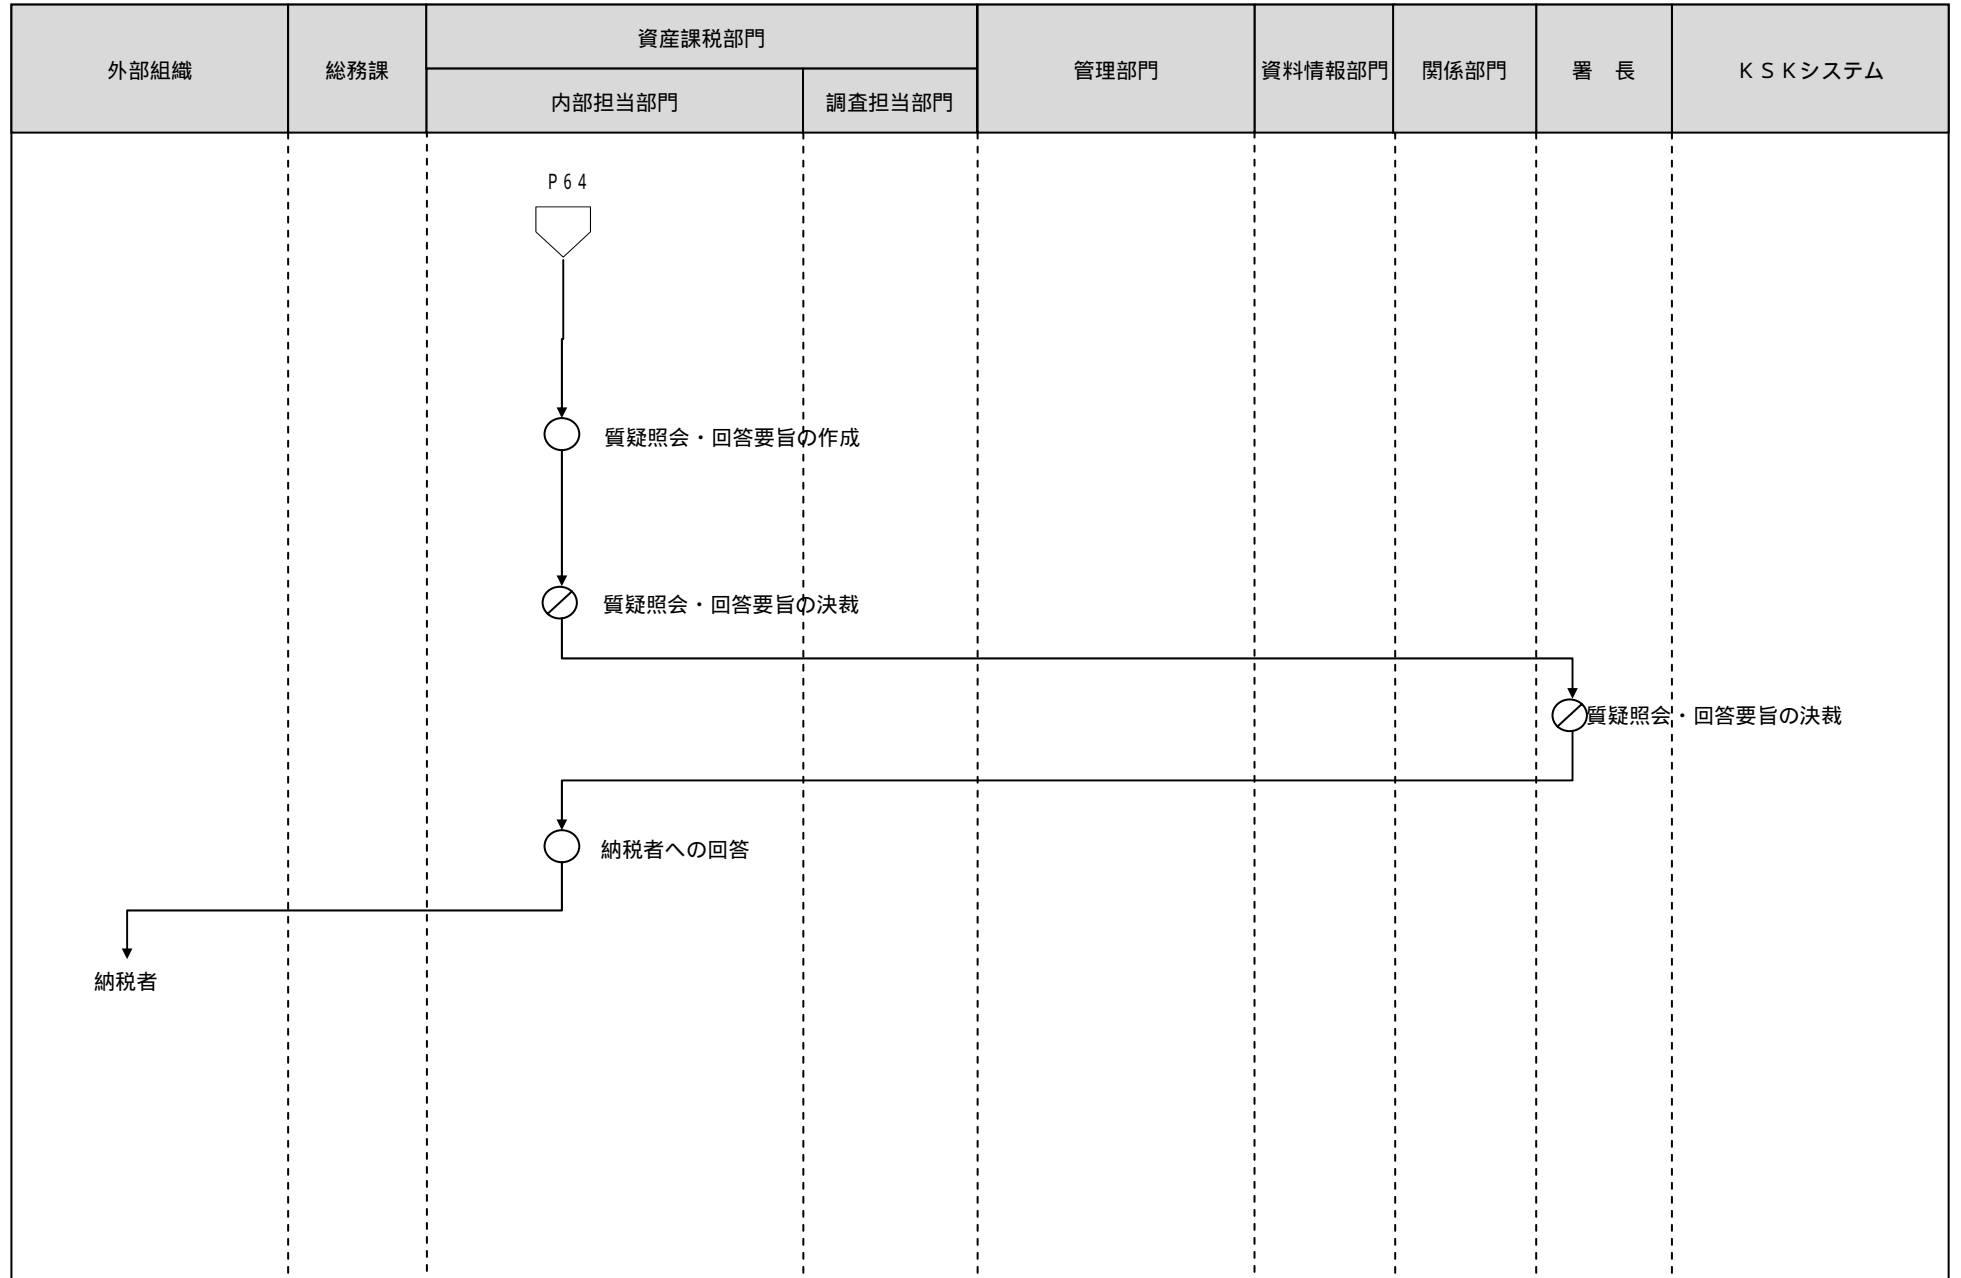 資産課税部門
外部組織
総務課
内部担当部門
調査担当部門
管理部門
資料情報部門
関係部門
署　長
ＫＳＫシステム
Ｐ６４
質疑照会・回答要旨の作成
質疑照会・回答要旨の決裁
質疑照会・回答要旨の決裁
納税者への回答
納税者